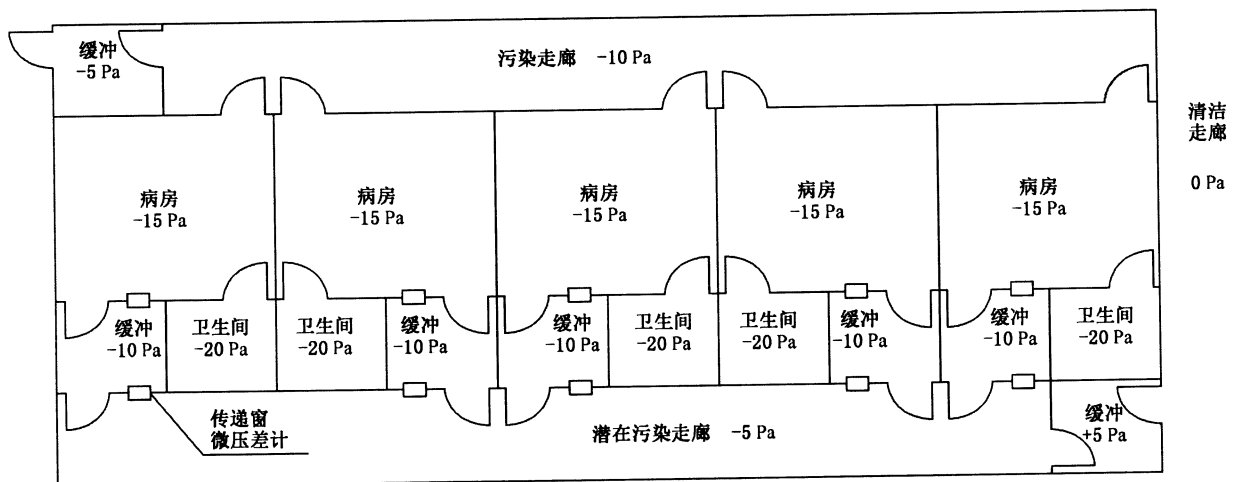 缓冲
-5 Pa
污染走廊 -10 Pa
清洁
走廊
0 Pa
病房
-15 Pa
病房
-15 Pa
病房
-15 Pa
病房
-15 Pa
病房
-15 Pa
缓冲
-10 Pa
卫生间
-20 Pa
卫生间
-20 Pa
缓冲
-10 Pa
缓冲
-10 Pa
卫生间
-20 Pa
卫生间
-20 Pa
缓冲
-10 Pa
缓冲
-10 Pa
卫生间
-20 Pa
传递窗
微压差计
潜在污染走廊 -5 Pa
缓冲
+5 Pa